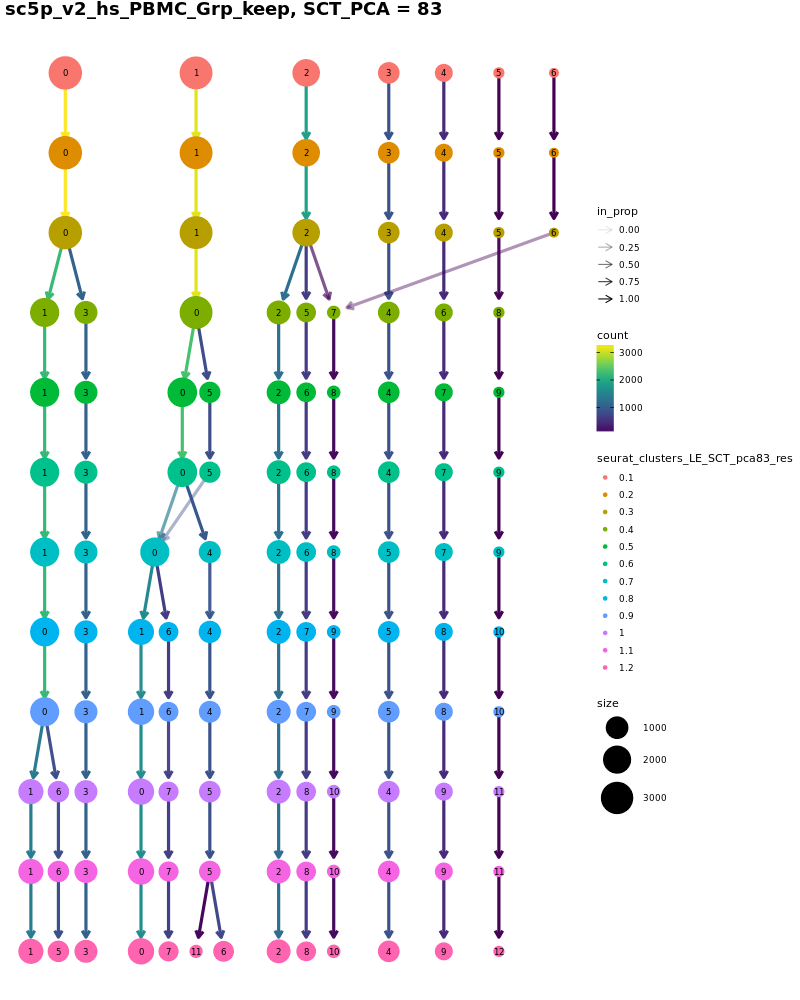 sc5p_v2_hs_PBMC_Grp_keep, SCT_PCA = 83
0 1 2 3 4 5 6
0 1 2 3 4 5 6
0 1 2 3 4 5 6
1 3 0 2 5 7 4 6 8
1 3 0 5 2 6 8 4 7 9
1 3 0 5 2 6 8 4 7 9
1 3 0 4 2 6 8 5 7 9
0 3 1 6 4 2 7 9 5 8 10
0 3 1 6 4 2 7 9 5 8 10
1 6 3 0 7 5 2 8 10 4 9 11
1 6 3 0 7 5 2 8 10 4 9 11
1 5 3 0 7 11 6 2 8 10 4 9 12
in_prop
0.00
0.25
0.50
0.75
1.00
count
3000
2000
1000
seurat_clusters_LE_SCT_pca83_res
0.1
0.2
0.3
0.4
0.5
0.6
0.7
0.8
0.9
1
1.1
1.2
size
1000
2000
3000